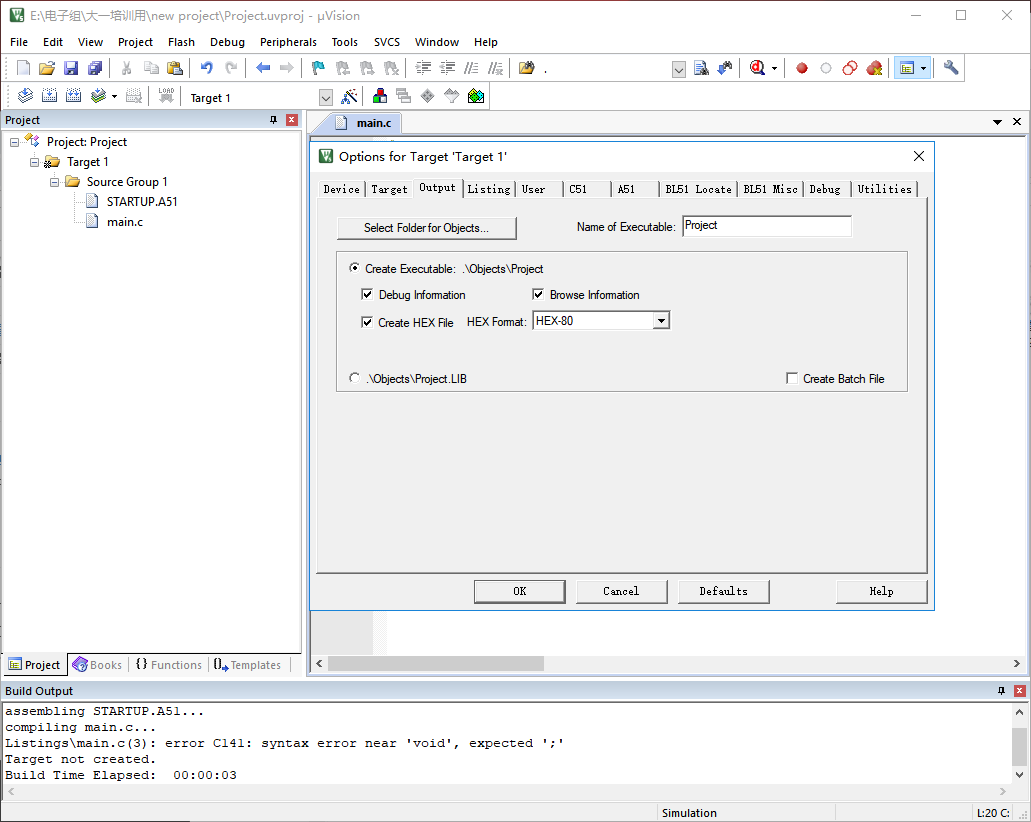 E:\电子组\大一培训用\new project\Project.uvproj - µVision
File Edit View Project Flash Debug Peripherals Tools SVCS Window Help
.
LOAD
Target 1
Project
Project: Project
Target 1
Source Group 1
STARTUP.A51
main.c
main.c
Options for Target 'Target 1'
Device Target Output Listing User C51 A51 BL51 Locate BL51 Misc Debug Utilities
Select Folder for Objects... Name of Executable: Project
Create Executable: .\Objects\Project
Debug Information Browse Information
Create HEX File HEX Format: HEX-80
.\Objects\Project.LIB Create Batch File
OK Cancel Defaults Help
Project Books {} Functions 0 Templates
Build Output
assembling STARTUP.A51...
compiling main.c...
Listings\main.c(3): error C141: syntax error near 'void', expected ';'
Target not created.
Build Time Elapsed: 00:00:03
Simulation L:20 C: